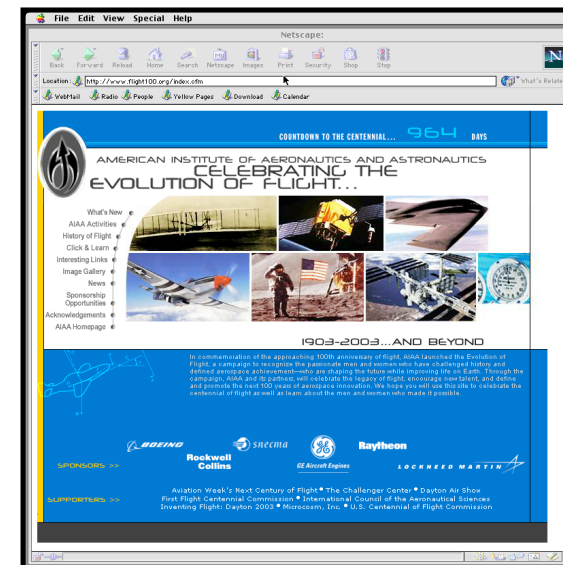 File Edit View Special Help
Netscape:
Back Forward Reload Home Search Netscape Images Print Security Shop Stop
N
Location: http://www.flight100.org/index.cfm What's Relate
WebMail Radio People Yellow Pages Download Calendar
COUNTDOWN TO THE CENTENNIAL... 964 DAYS
AMERICAN INSTITUTE OF AERONAUTICS AND ASTRONAUTICS
CELEBRATING THE
EVOLUTION OF FLIGHT...
What's New
AIAA Activities
History of Flight
Click & Learn
Interesting Links
Image Gallery
News
Sponsorship
Opportunities
Acknowledgements
AIAA Homepage
1903-2003...AND BEYOND
In commemoration of the approaching 100th anniversary of flight, AIAA launched the Evolution of
Flight, a campaign to recognize the passionate men and women who have challenged history and
defined aerospace achievement—who are shaping the future while improving life on Earth. Through the
campaign, AIAA and its partners, will celebrate the legacy of flight, encourage new talent, and define
and promote the next 100 years of aerospace innovation. We hope you will use this site to celebrate the
centennial of flight as well as learn about the men and women who made it possible.
SPONSORS >>
BOEING
Rockwell
Collins
snecma
GE
GE Aircraft Engines
Raytheon
LOCKHEED MARTIN
SUPPORTERS >>
Aviation Week's Next Century of Flight • The Challenger Center • Dayton Air Show
First Flight Centennial Commission • International Council of the Aeronautical Sciences
Inventing Flight: Dayton 2003 • Microcosm, Inc. • U.S. Centennial of Flight Commission